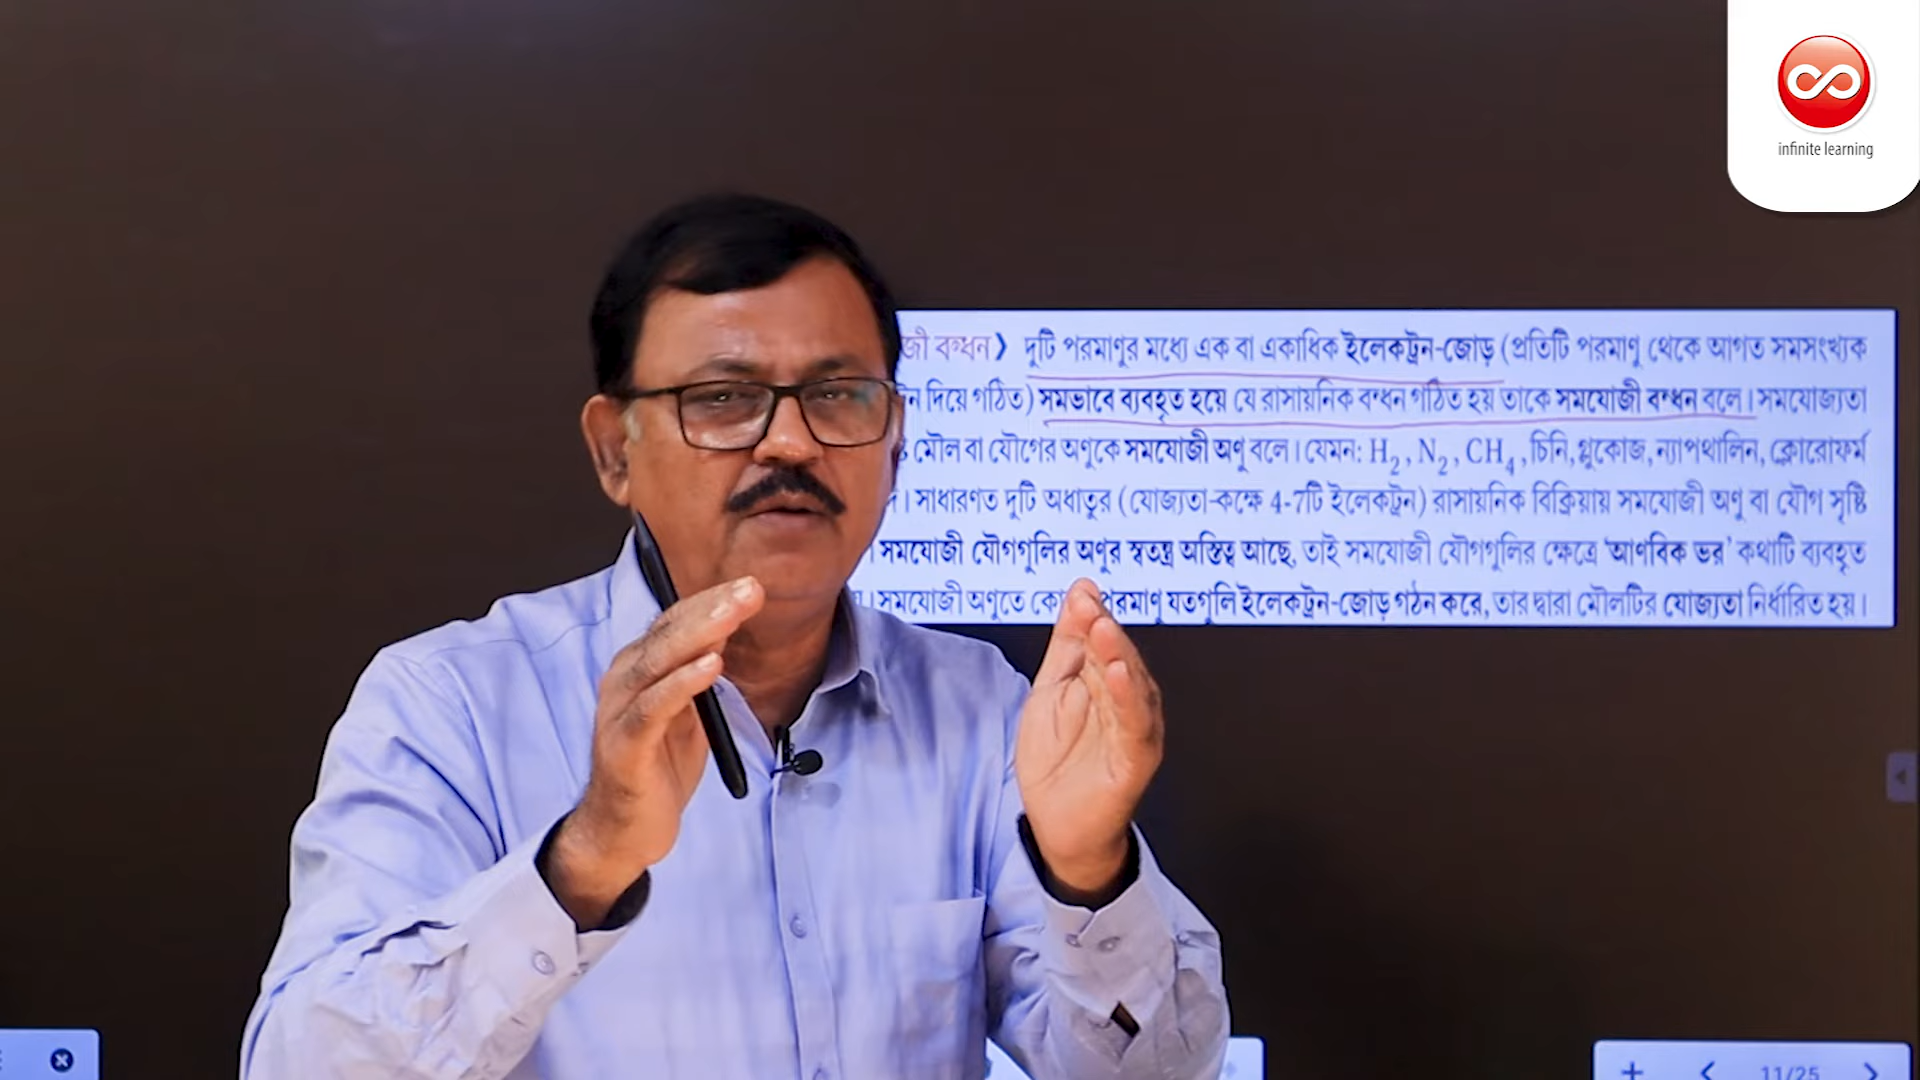 infinite learning
জী বন্ধন❭ দুটি পরমাণুর মধ্যে এক বা একাধিক ইলেকট্রন-জোড় (প্রতিটি পরমাণু থেকে আগত সমসংখ্যক
ন দিয়ে গঠিত) সমভাবে ব্যবহৃত হয়ে যে রাসায়নিক বন্ধন গঠিত হয় তাকে সমযোজী বন্ধন বলে। সমযোজ্যতা
মৌল বা যৌগের অণুকে সমযোজী অণু বলে। যেমন: H₂, N₂, CH₄, চিনি, গ্লুকোজ, ন্যাপথালিন, ক্লোরোফর্ম
। সাধারণত দুটি অধাতুর (যোজ্যতা-কক্ষে 4-7টি ইলেকট্রন) রাসায়নিক বিক্রিয়ায় সমযোজী অণু বা যৌগ সৃষ্টি
। সমযোজী যৌগগুলির অণুর স্বতন্ত্র অস্তিত্ব আছে, তাই সমযোজী যৌগগুলির ক্ষেত্রে 'আণবিক ভর' কথাটি ব্যবহৃত
। সমযোজী অণুতে কো পরমাণু যতগুলি ইলেকট্রন-জোড় গঠন করে, তার দ্বারা মৌলটির যোজ্যতা নির্ধারিত হয়।
11/25